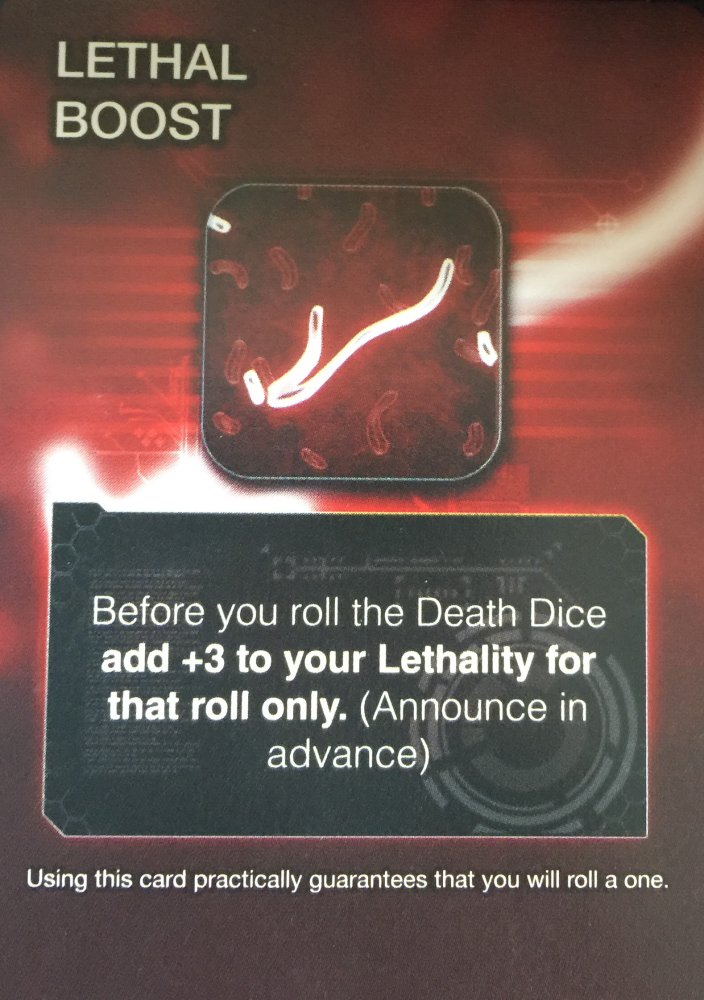 LETHAL
BOOST
Before you roll the Death Dice
add +3 to your Lethality for
that roll only. (Announce in
advance)
Using this card practically guarantees that you will roll a one.